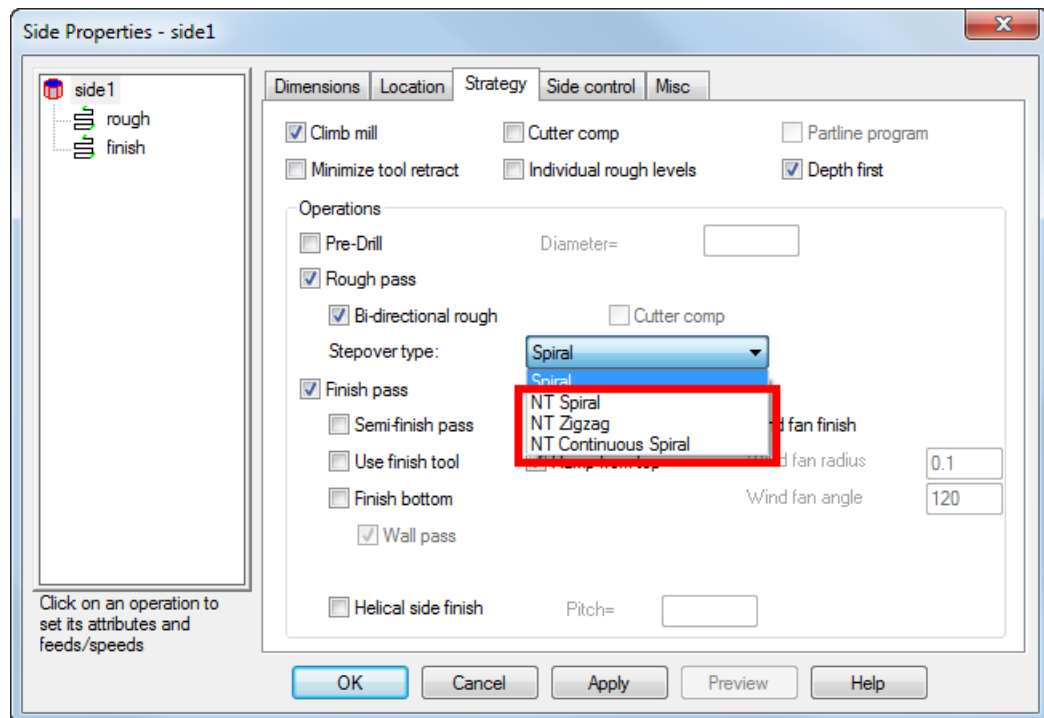 Side Properties - side1
side1
rough
finish
Click on an operation to
set its attributes and
feeds/speeds
Dimensions Location Strategy Side control Misc
Climb mill Cutter comp Partline program
Minimize tool retract Individual rough levels Depth first
Operations
Pre-Drill Diameter=
Rough pass
Bi-directional rough Cutter comp
Stepover type: Spiral
Spiral
NT Spiral
NT Zigzag
NT Continuous Spiral
Finish pass
Semi-finish pass fan finish
Use finish tool fan radius 0.1
Finish bottom Wind fan angle 120
Wall pass
Helical side finish Pitch=
OK Cancel Apply Preview Help